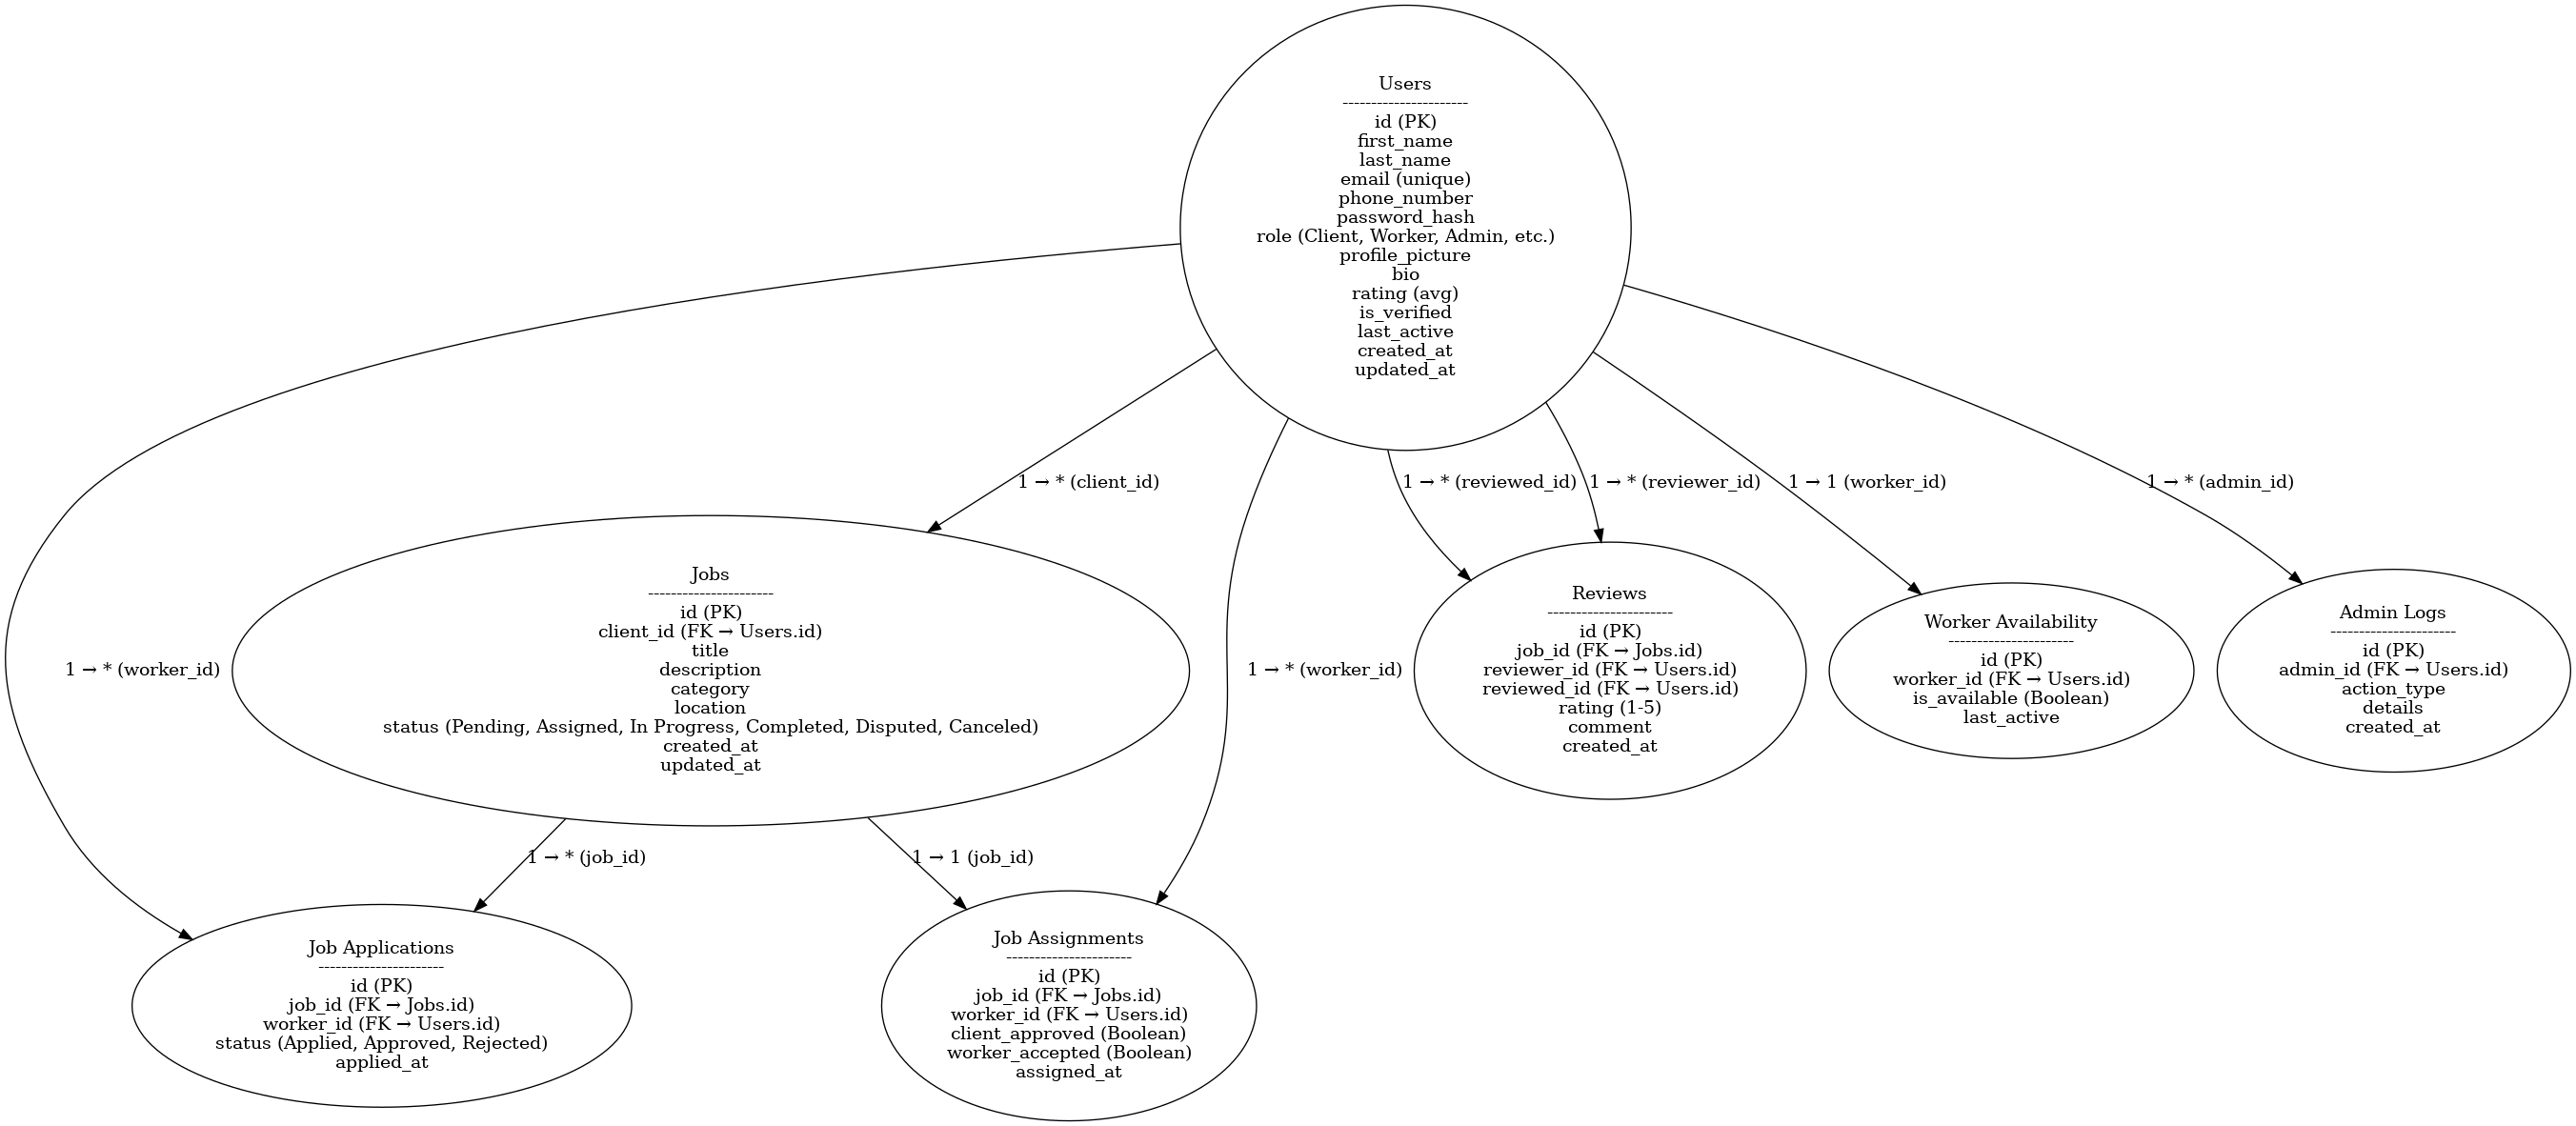 Users
----------------------
id (PK)
first_name
last_name
email (unique)
phone_number
password_hash
role (Client, Worker, Admin, etc.)
profile_picture
bio
rating (avg)
is_verified
last_active
created_at
updated_at
1 → * (client_id)
1 → * (reviewed_id)
1 → * (reviewer_id)
1 → 1 (worker_id)
1 → * (admin_id)
1 → * (worker_id)
Jobs
----------------------
id (PK)
client_id (FK → Users.id)
title
description
category
location
status (Pending, Assigned, In Progress, Completed, Disputed, Canceled)
created_at
updated_at
1 → * (worker_id)
Reviews
----------------------
id (PK)
job_id (FK → Jobs.id)
reviewer_id (FK → Users.id)
reviewed_id (FK → Users.id)
rating (1-5)
comment
created_at
Worker Availability
----------------------
id (PK)
worker_id (FK → Users.id)
is_available (Boolean)
last_active
Admin Logs
----------------------
id (PK)
admin_id (FK → Users.id)
action_type
details
created_at
1 → * (job_id)
1 → 1 (job_id)
Job Applications
----------------------
id (PK)
job_id (FK → Jobs.id)
worker_id (FK → Users.id)
status (Applied, Approved, Rejected)
applied_at
Job Assignments
----------------------
id (PK)
job_id (FK → Jobs.id)
worker_id (FK → Users.id)
client_approved (Boolean)
worker_accepted (Boolean)
assigned_at